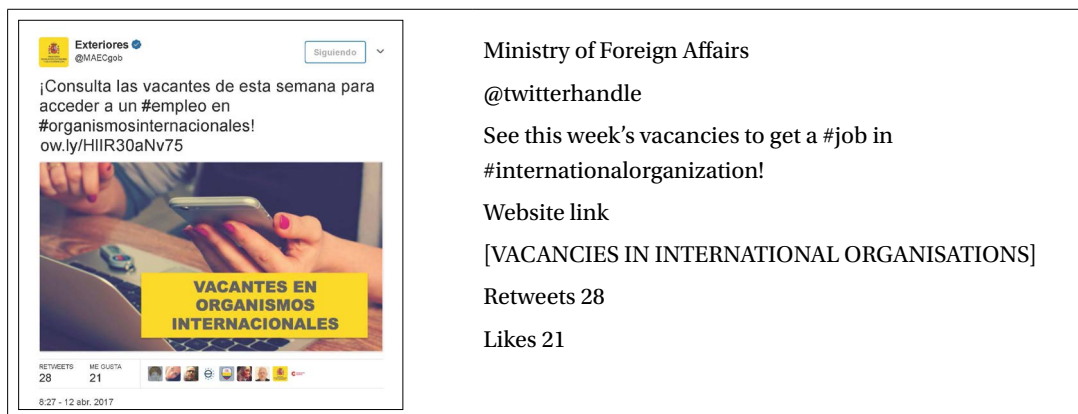 Exteriores
@MAECgob
Siguiendo
¡Consulta las vacantes de esta semana para
acceder a un #empleo en
#organismosinternacionales!
ow.ly/HIIR30aNv75
VACANTES EN
ORGANISMOS
INTERNACIONALES
RETWEETS ME GUSTA
28 21
8:27 - 12 abr. 2017
Ministry of Foreign Affairs
@twitterhandle
See this week’s vacancies to get a #job in
#internationalorganization!
Website link
[VACANCIES IN INTERNATIONAL ORGANISATIONS]
Retweets 28
Likes 21